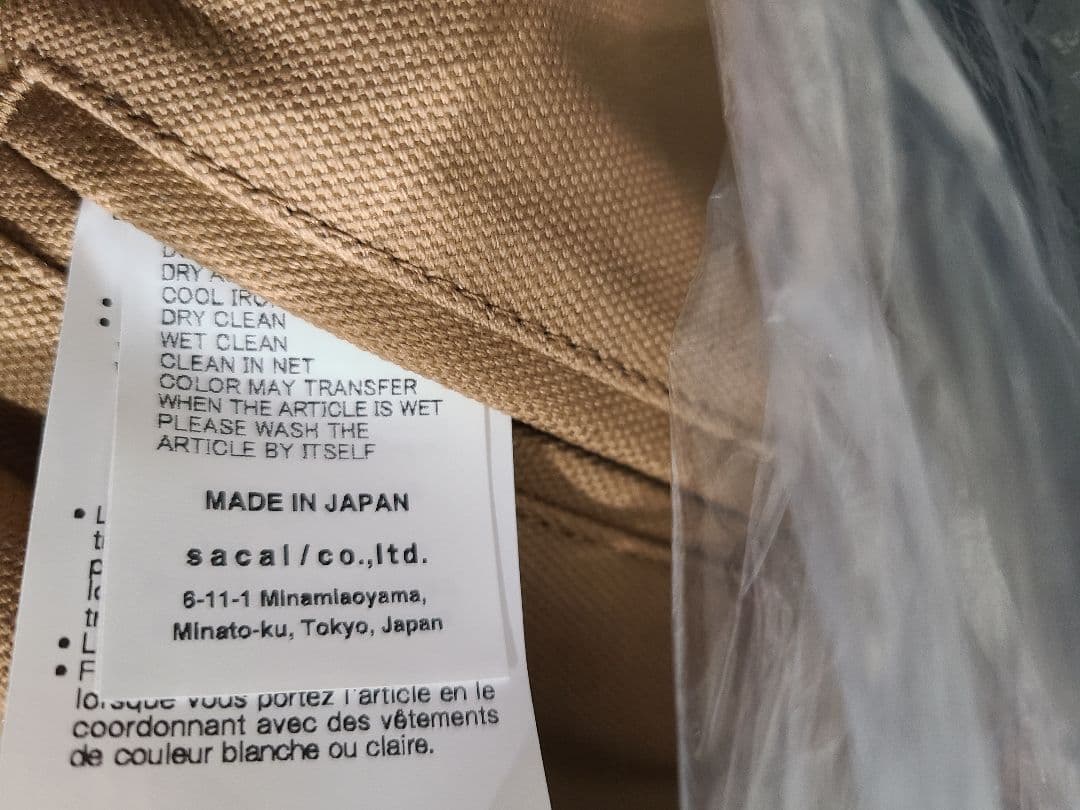 DRY
COOL
DRY CLEAN
WET CLEAN
CLEAN IN NET
COLOR MAY TRANSFER
WHEN THE ARTICLE IS WET
PLEASE WASH THE
ARTICLE BY ITSELF
MADE IN JAPAN
sacai/co.,ltd.
6-11-1 Minamiaoyama,
Minato-ku, Tokyo, Japan
• L
• L
• F
vous portez l'article en le
coordonnant avec des vêtements
de couleur blanche ou claire.